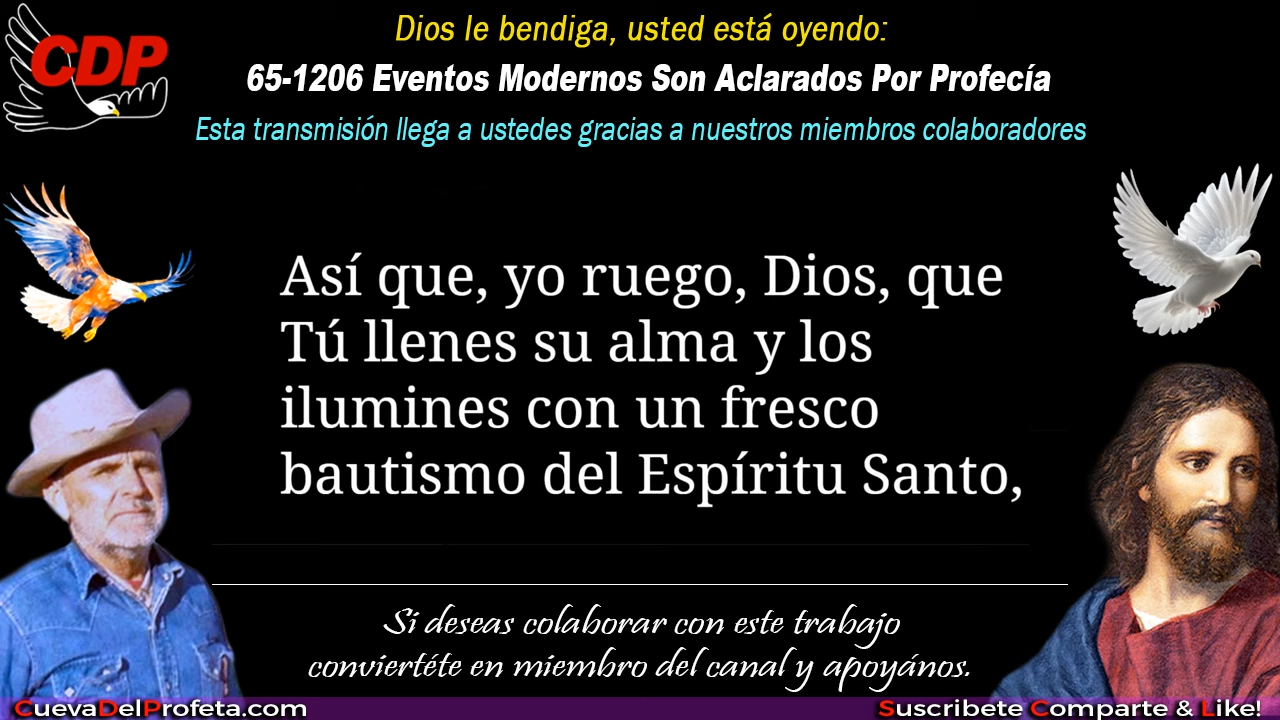 CDP
Dios le bendiga, usted está oyendo:
65-1206 Eventos Modernos Son Aclarados Por Profecía
Esta transmisión llega a ustedes gracias a nuestros miembros colaboradores
Así que, yo ruego, Dios, que
Tú llenes su alma y los
ilumines con un fresco
bautismo del Espíritu Santo,
Si deseas colaborar con este trabajo
conviertéte en miembro del canal y apoyános.
CuevaDelProfeta.com
Suscribete Comparte & Like!